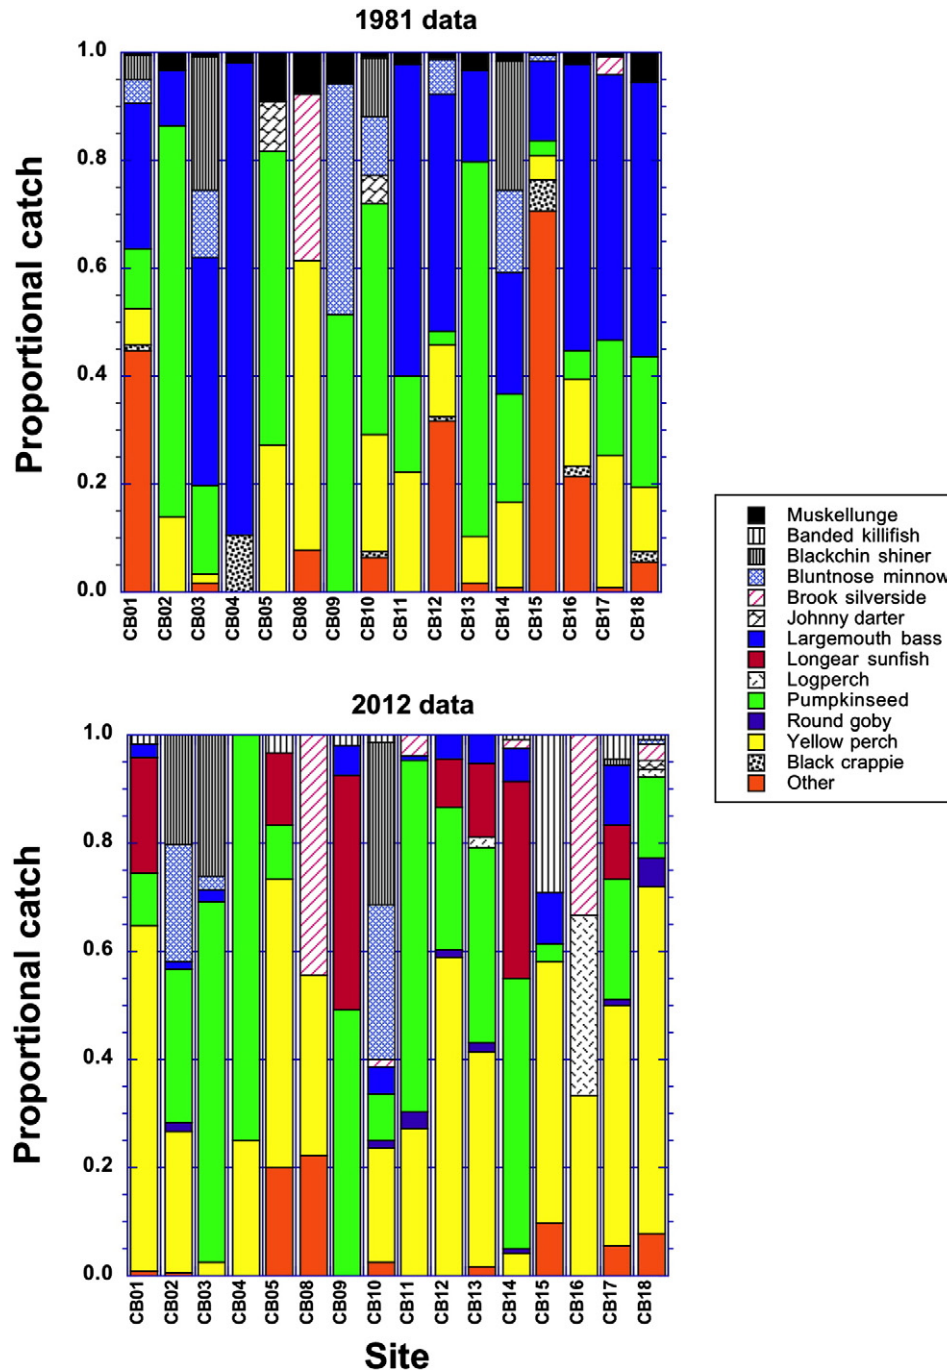 1981 data
Proportional catch
1.0
0.8
0.6
0.4
0.2
0.0
CB01 CB02 CB03 CB04 CB05 CB08 CB09 CB10 CB11 CB12 CB13 CB14 CB15 CB16 CB17 CB18
Muskellunge
Banded killifish
Blackchin shiner
Bluntnose minnow
Brook silverside
Johnny darter
Largemouth bass
Longear sunfish
Logperch
Pumpkinseed
Round goby
Yellow perch
Black crappie
Other
2012 data
Proportional catch
1.0
0.8
0.6
0.4
0.2
0.0
CB01 CB02 CB03 CB04 CB05 CB08 CB09 CB10 CB11 CB12 CB13 CB14 CB15 CB16 CB17 CB18
Site